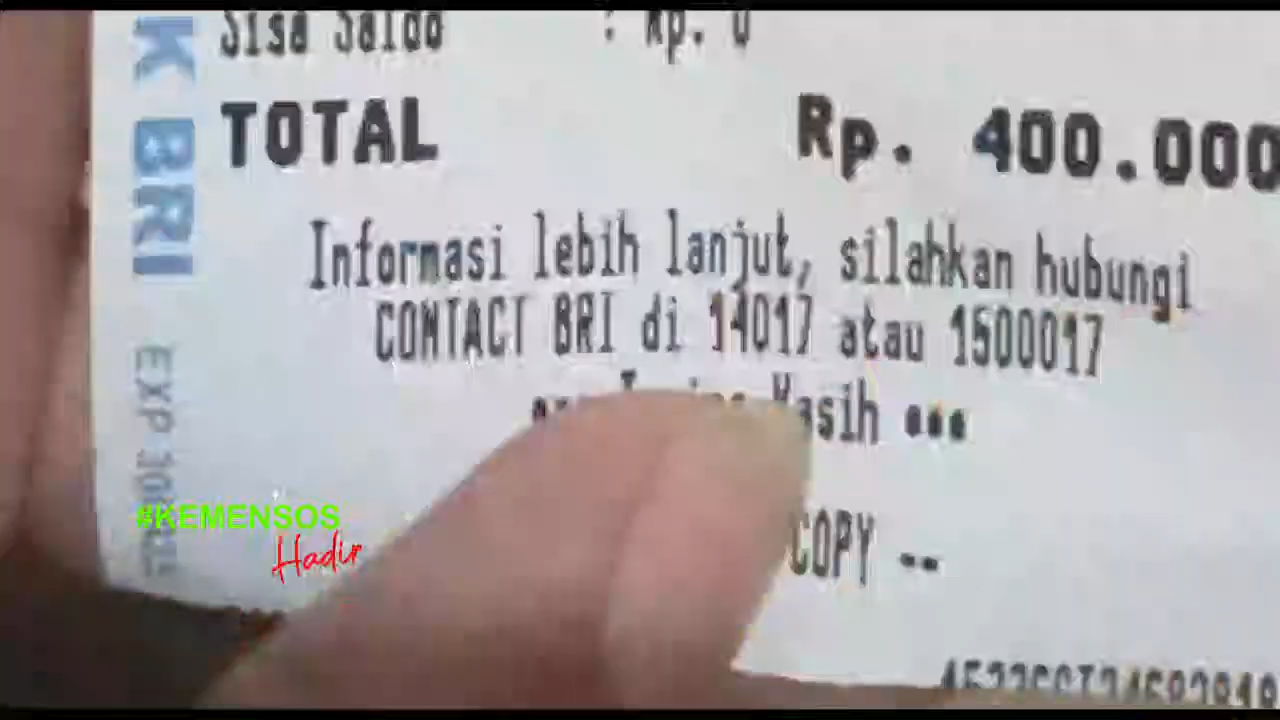 Sisa Saldo : Rp. 0
TOTAL Rp. 400.000
Informasi lebih lanjut, silahkan hubungi
CONTACT BRI di 14017 atau 1500017
Kasih ***
COPY --
K BRI
EXP
#KEMENSOS
Hadir